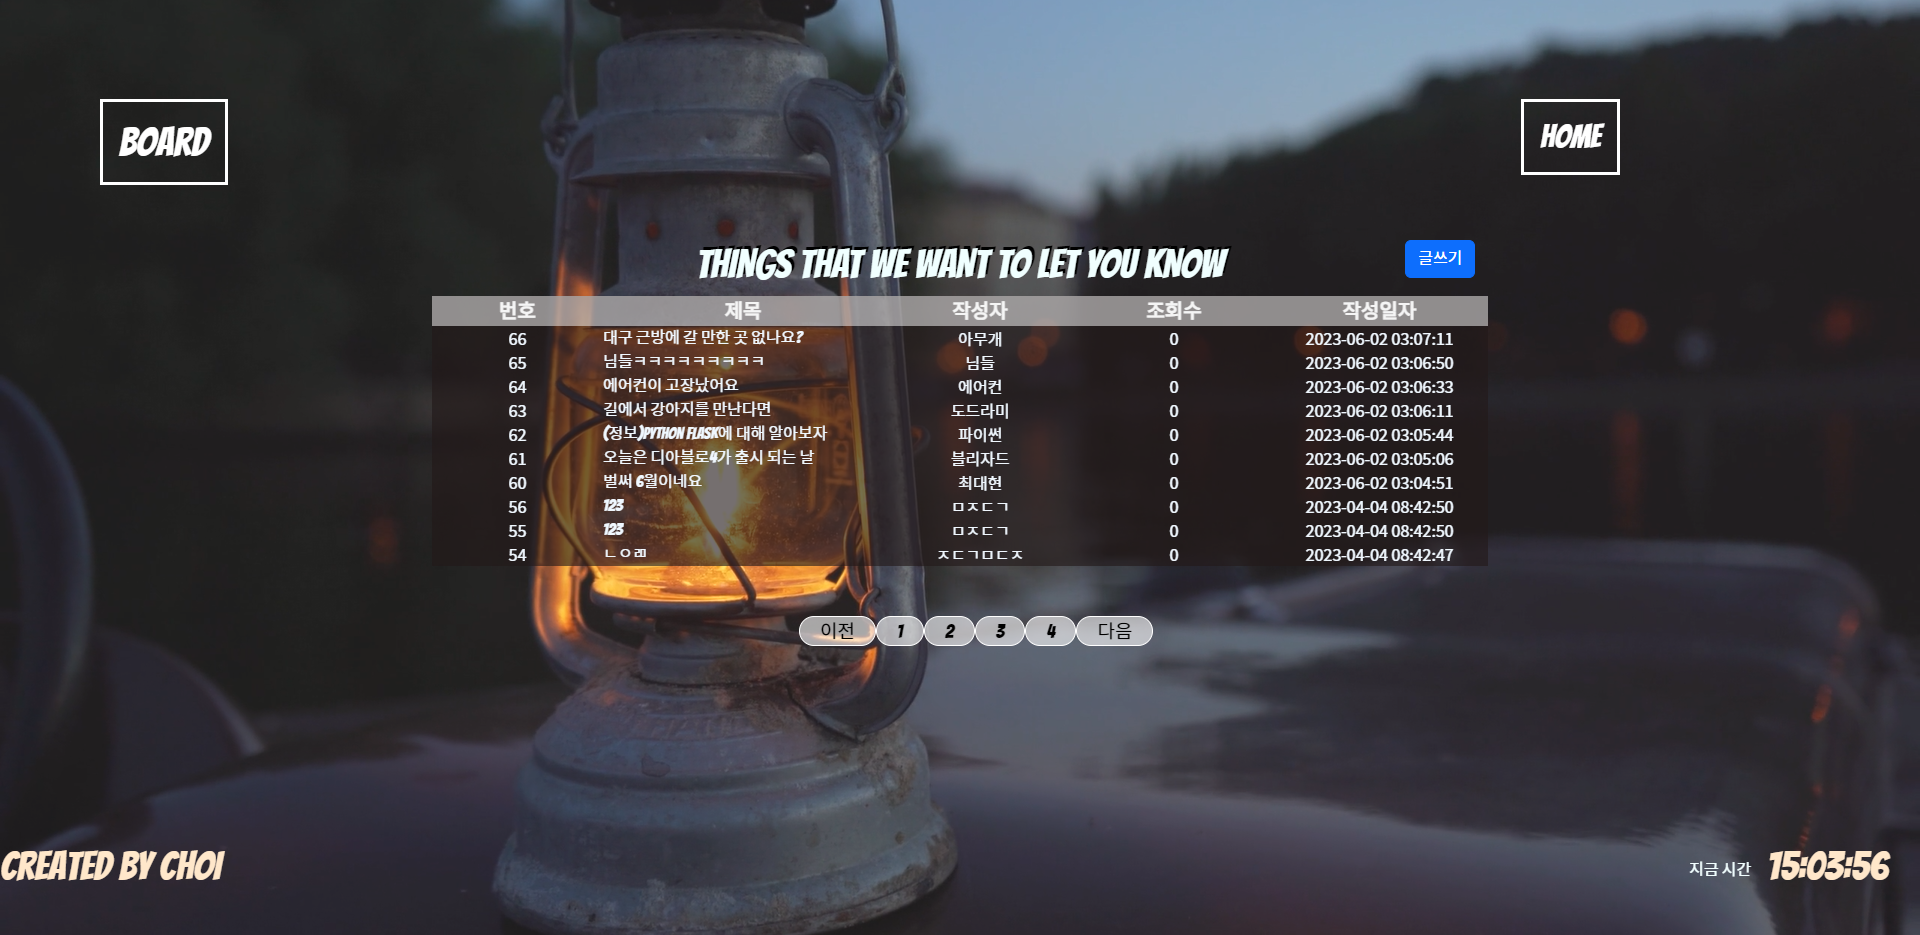 BOARD
HOME
THINGS THAT WE WANT TO LET YOU KNOW
글쓰기
번호 제목 작성자 조회수 작성일자
66 대구 근방에 갈 만한 곳 없나요? 아무개 0 2023-06-02 03:07:11
65 님들ㅋㅋㅋㅋㅋㅋㅋㅋㅋ 님들 0 2023-06-02 03:06:50
64 에어컨이 고장났어요 에어컨 0 2023-06-02 03:06:33
63 길에서 강아지를 만난다면 도드라미 0 2023-06-02 03:06:11
62 (정보)PYTHON FLASK에 대해 알아보자 파이썬 0 2023-06-02 03:05:44
61 오늘은 디아블로4가 출시 되는 날 블리자드 0 2023-06-02 03:05:06
60 벌써 6월이네요 최대현 0 2023-06-02 03:04:51
56 123 ㅁㅈㄷㄱ 0 2023-04-04 08:42:50
55 123 ㅁㅈㄷㄱ 0 2023-04-04 08:42:50
54 ㅈㄷㄱㅁㄷㅈ 0 2023-04-04 08:42:47
이전 1 2 3 4 다음
CREATED BY CHOI
지금 시간 15:03:56